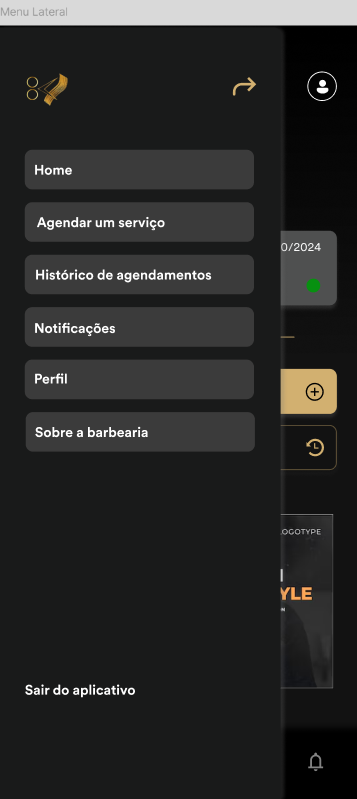 Menu Lateral
Home
Agendar um serviço
0/2024
Histórico de agendamentos
Notificações
Perfil
Sobre a barbearia
OGOTYPE
YLE
Sair do aplicativo